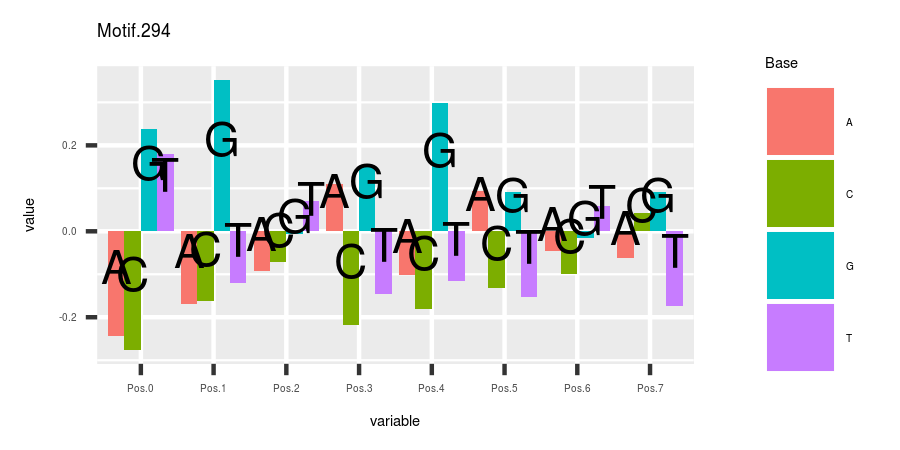 Motif.294
Base
A
C
G
T
value
0.2
0.0
-0.2
A C G T A C G T A C G T A C G T A C G T A C G T A C G T A C G T
Pos.0 Pos.1 Pos.2 Pos.3 Pos.4 Pos.5 Pos.6 Pos.7
variable